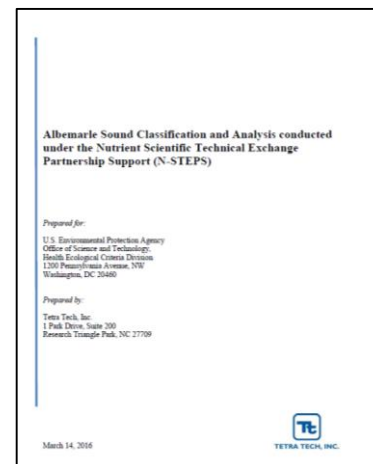 Albemarle Sound Classification and Analysis conducted
under the Nutrient Scientific Technical Exchange
Partnership Support (N-STEPS)
Prepared for:
U.S. Environmental Protection Agency
Office of Science and Technology,
Health Ecological Criteria Division
1200 Pennsylvania Avenue, NW
Washington, DC 20460
Prepared by:
Tetra Tech, Inc.
1 Park Drive, Suite 200
Research Triangle Park, NC 27709
March 14, 2016
Tt
TETRA TECH, INC.